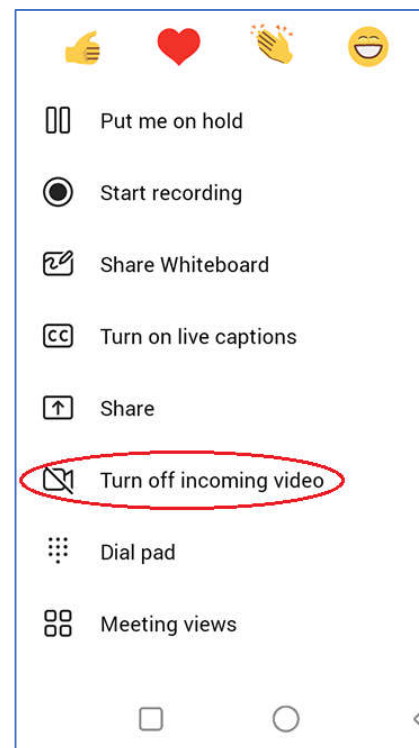 Put me on hold
Start recording
Share Whiteboard
CC Turn on live captions
Share
Turn off incoming video
Dial pad
Meeting views